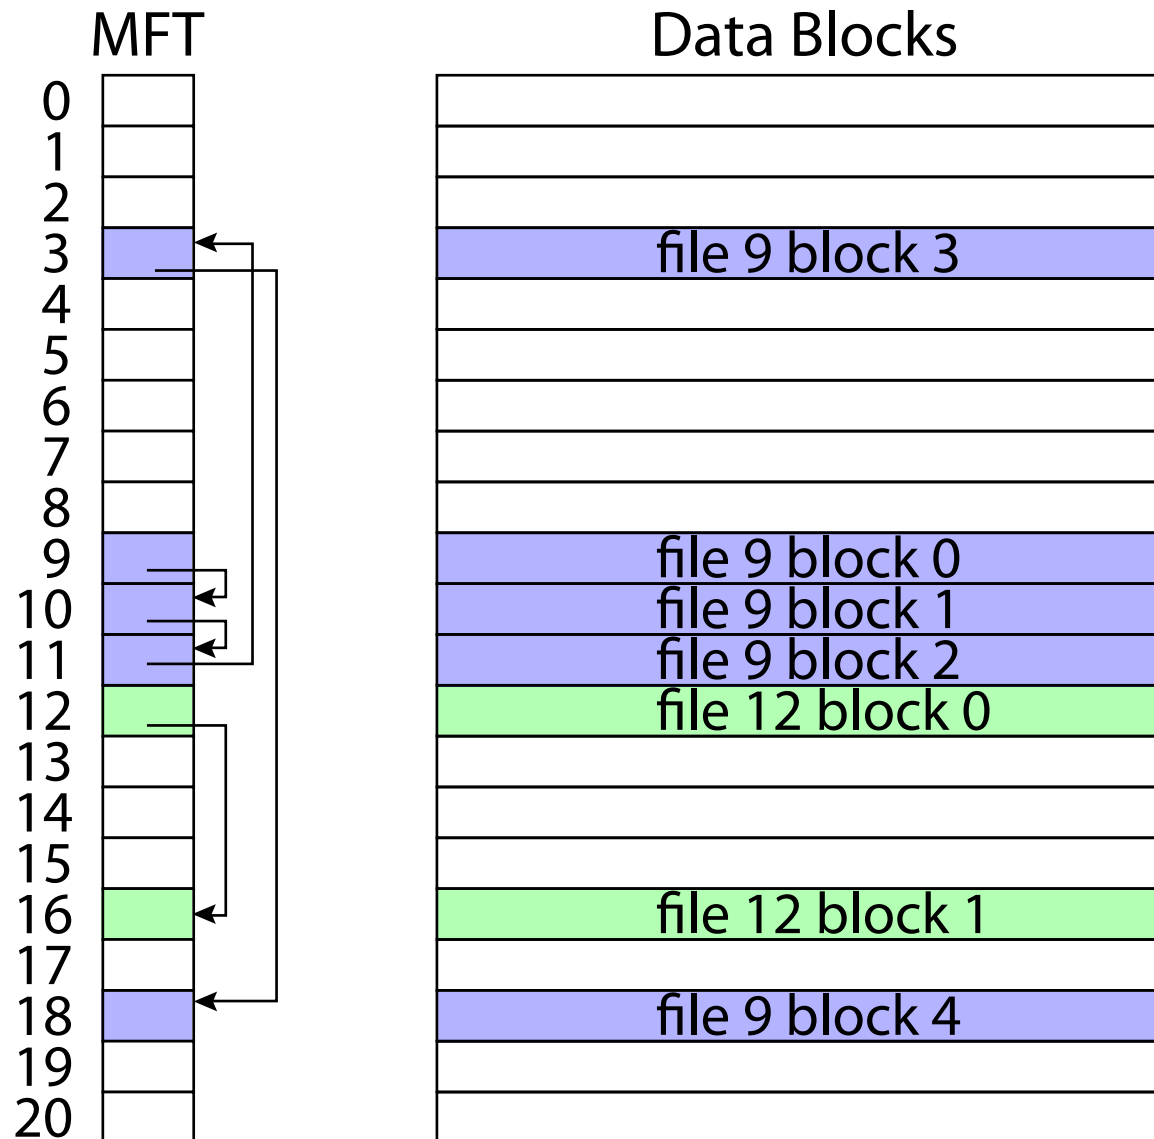 MFT Data Blocks
0
1
2
3 file 9 block 3
4
5
6
7
8
9 file 9 block 0
10 file 9 block 1
11 file 9 block 2
12 file 12 block 0
13
14
15
16 file 12 block 1
17
18 file 9 block 4
19
20